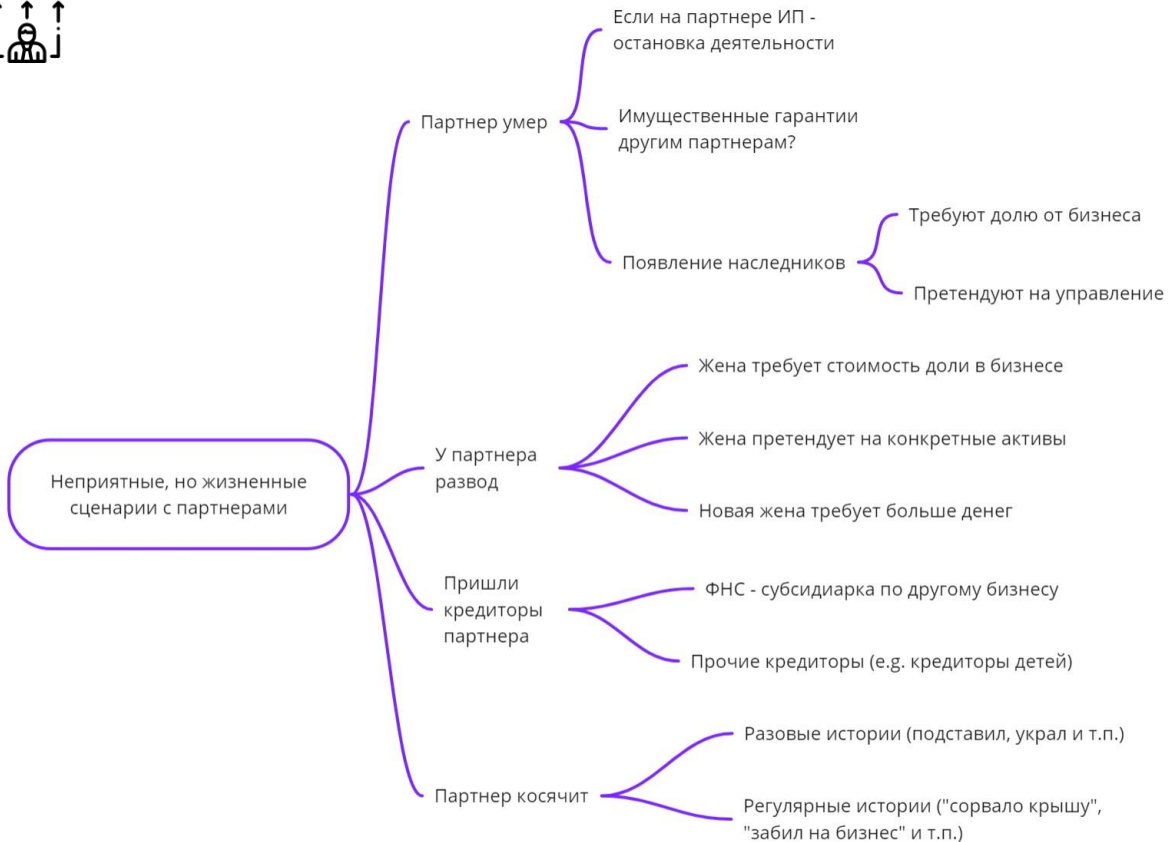 Неприятные, но жизненные
сценарии с партнерами
Партнер умер
Если на партнере ИП -
остановка деятельности
Имущественные гарантии
другим партнерам?
Появление наследников
Требуют долю от бизнеса
Претендуют на управление
У партнера
развод
Жена требует стоимость доли в бизнесе
Жена претендует на конкретные активы
Новая жена требует больше денег
Пришли
кредиторы
партнера
ФНС - субсидиарка по другому бизнесу
Прочие кредиторы (e.g. кредиторы детей)
Партнер косячит
Разовые истории (подставил, украл и т.п.)
Регулярные истории ("сорвало крышу",
"забил на бизнес" и т.п.)